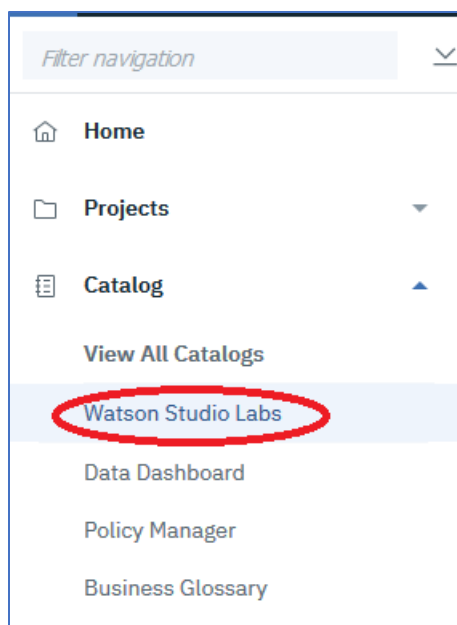 Filter navigation
Home
Projects
Catalog
View All Catalogs
Watson Studio Labs
Data Dashboard
Policy Manager
Business Glossary